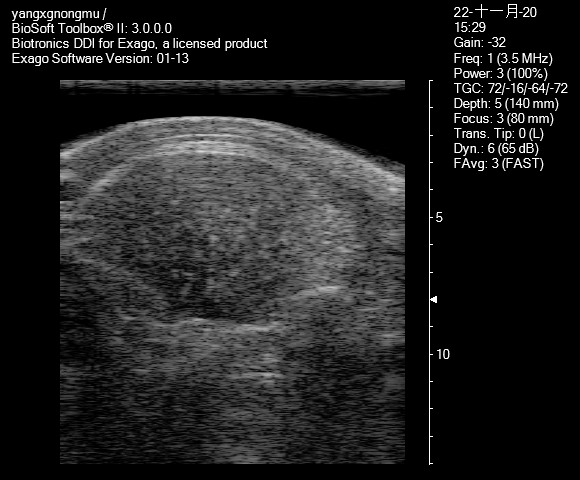 yangxgnongmu /
BioSoft Toolbox® II: 3.0.0.0
Biotronics DDI for Exago, a licensed product
Exago Software Version: 01-13
22-十一月-20
15:29
Gain: -32
Freq: 1 (3.5 MHz)
Power: 3 (100%)
TGC: 72/-16/-64/-72
Depth: 5 (140 mm)
Focus: 3 (80 mm)
Trans. Tip: 0 (L)
Dyn.: 6 (65 dB)
FAvg: 3 (FAST)
5
10